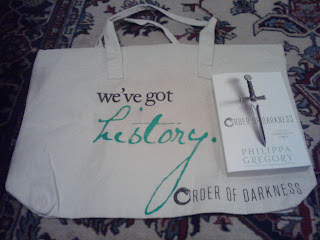 we've got
history.
ORDER OF DARKNESS
ORDER OF DARKNESS
PHILIPPA
GREGORY